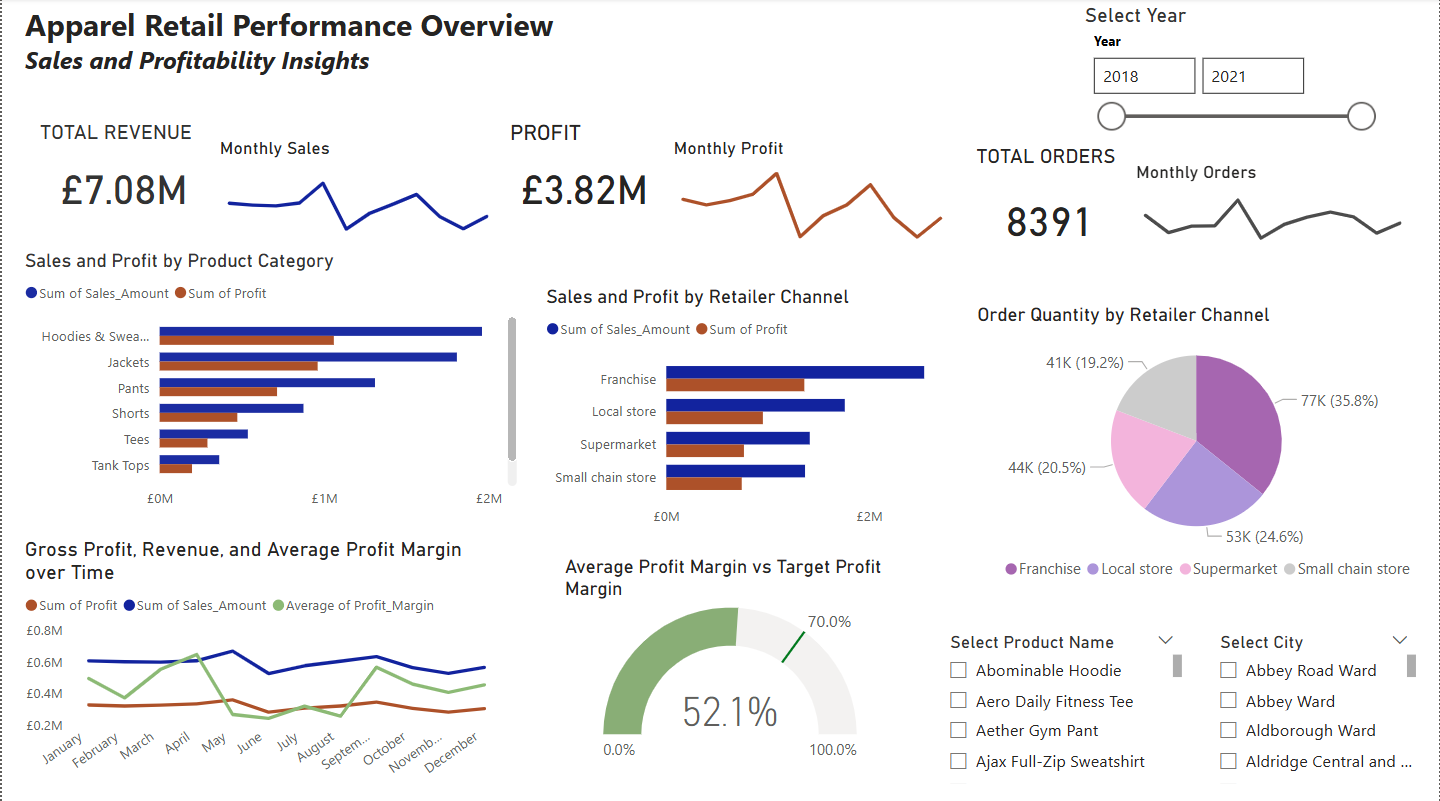 Apparel Retail Performance Overview
Sales and Profitability Insights
Select Year
Year
2018
2021
TOTAL REVENUE
Monthly Sales
£7.08M
PROFIT
Monthly Profit
£3.82M
TOTAL ORDERS
Monthly Orders
8391
Sales and Profit by Product Category
Sum of Sales_Amount Sum of Profit
Hoodies & Swea...
Jackets
Pants
Shorts
Tees
Tank Tops
£0M £1M £2M
Sales and Profit by Retailer Channel
Sum of Sales_Amount Sum of Profit
Franchise
Local store
Supermarket
Small chain store
£0M £2M
Order Quantity by Retailer Channel
41K (19.2%)
77K (35.8%)
44K (20.5%)
53K (24.6%)
Franchise Local store Supermarket Small chain store
Gross Profit, Revenue, and Average Profit Margin
over Time
Sum of Profit Sum of Sales_Amount Average of Profit_Margin
£0.8M
£0.6M
£0.4M
£0.2M
January February March April May June July August Septem... October Novemb... December
Average Profit Margin vs Target Profit
Margin
70.0%
52.1%
0.0% 100.0%
Select Product Name
Abominable Hoodie
Aero Daily Fitness Tee
Aether Gym Pant
Ajax Full-Zip Sweatshirt
Select City
Abbey Road Ward
Abbey Ward
Aldborough Ward
Aldridge Central and ...